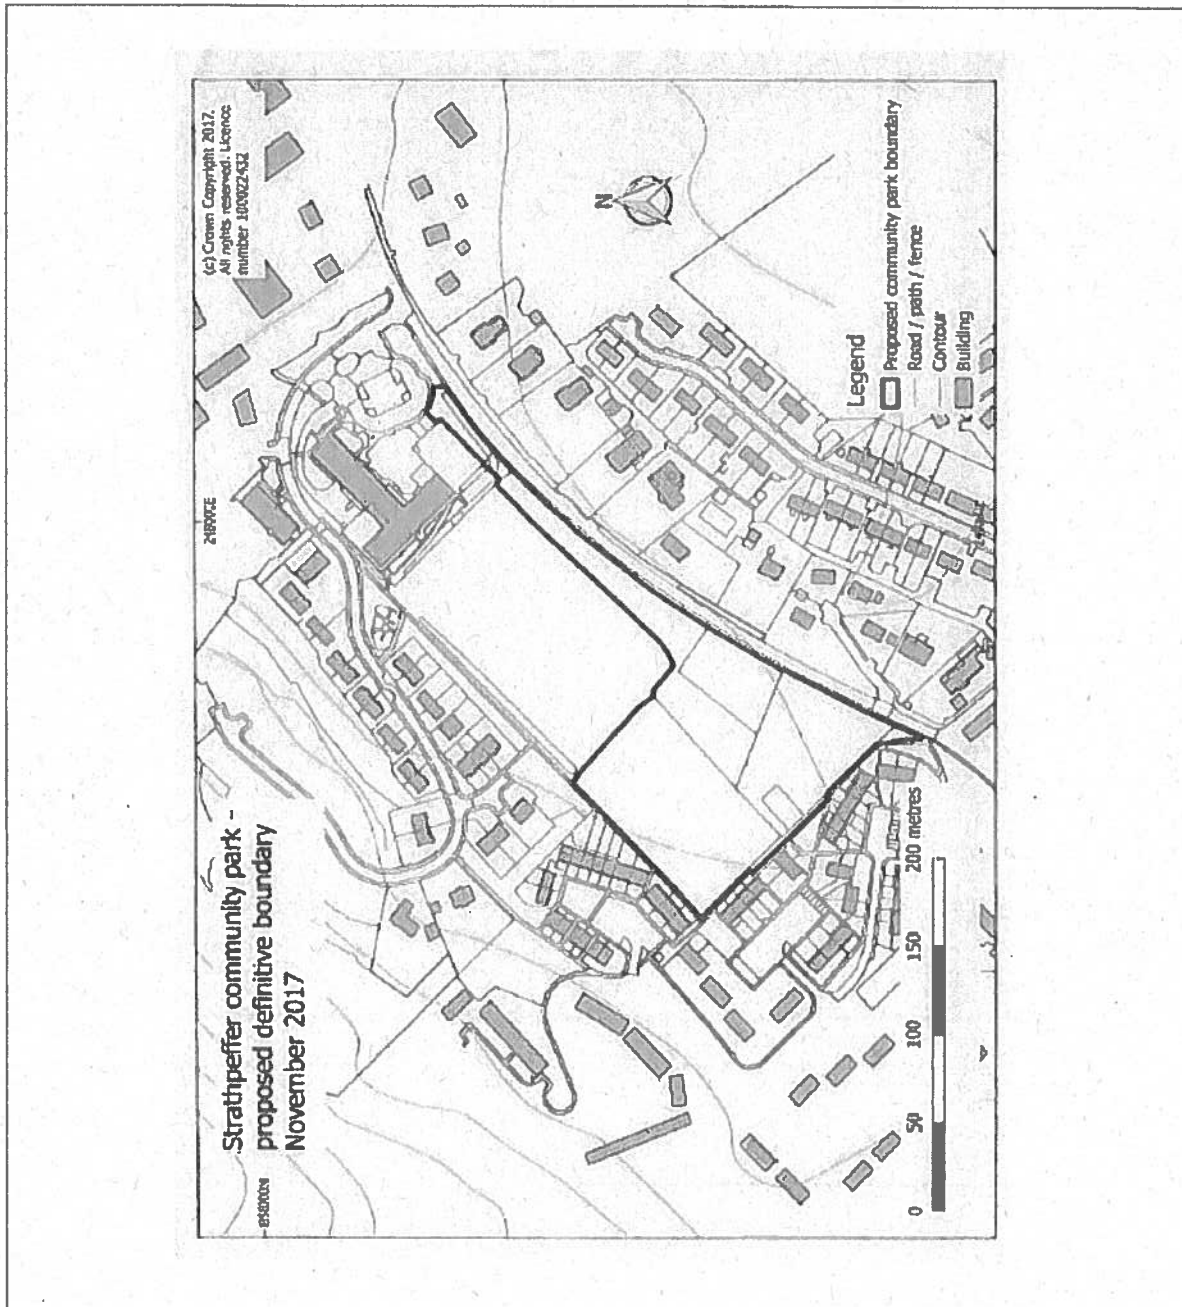 Strathpeffer community park -
proposed definitive boundary
November 2017
(c) Crown Copyright 2017.
All rights reserved. Licence
number 100022432
N
Legend
Proposed community park boundary
Road / path / fence
Contour
Building
0 50 100 150 200 metres